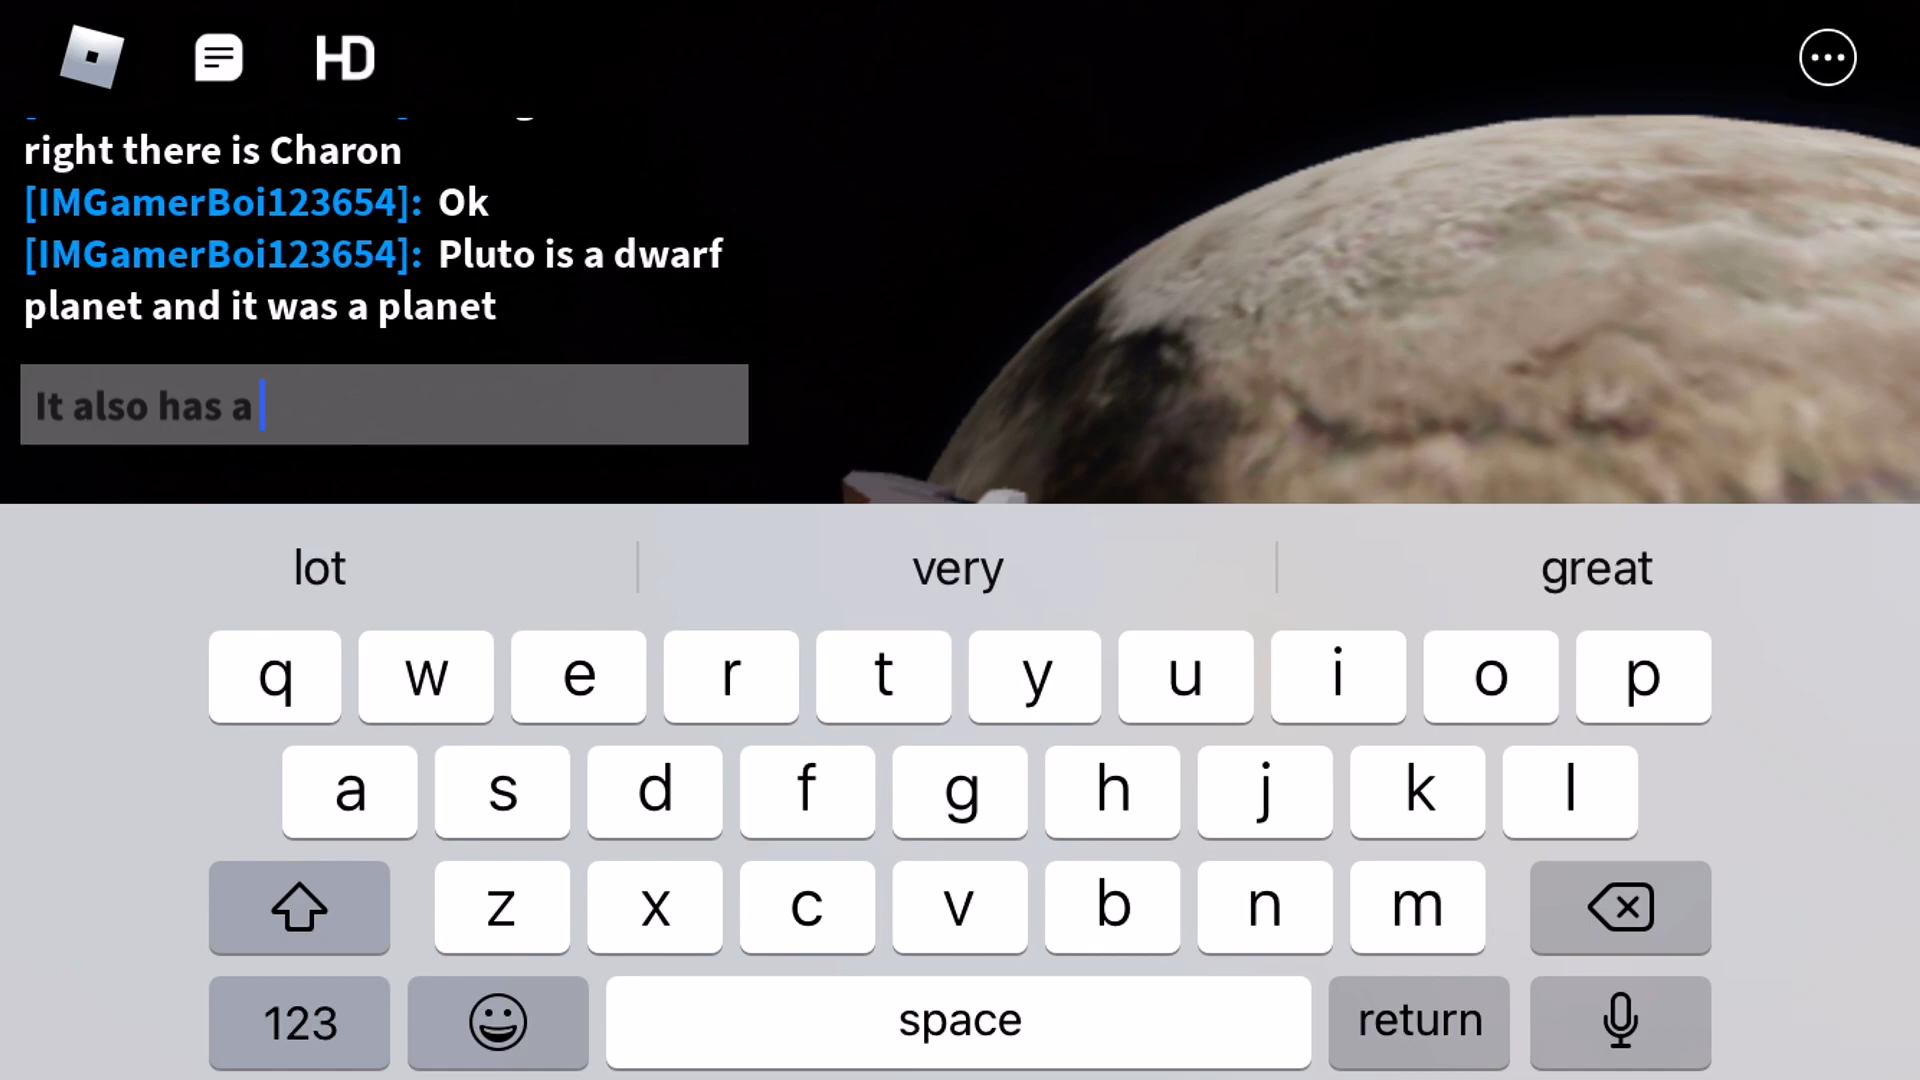 HD
right there is Charon
[IMGamerBoi123654]: Ok
[IMGamerBoi123654]: Pluto is a dwarf
planet and it was a planet
It also has a
lot very great
q w e r t y u i o p
a s d f g h j k l
z x c v b n m
123 space return